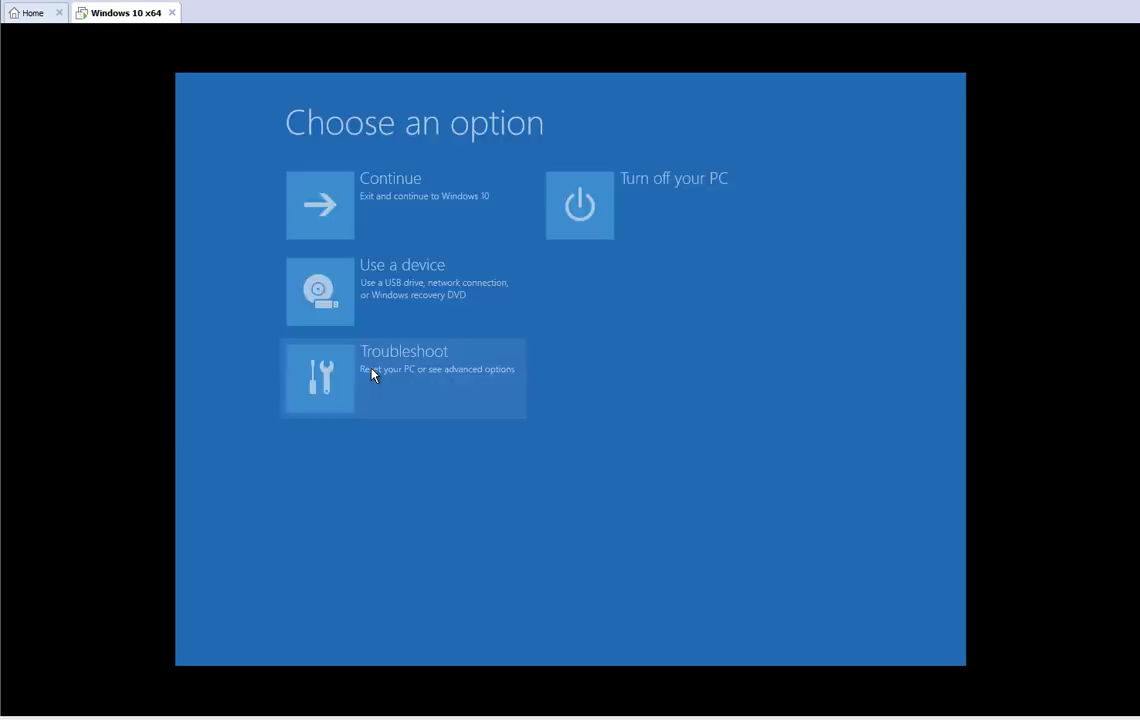 Home
Windows 10 x64
Choose an option
Continue
Exit and continue to Windows 10
Turn off your PC
Use a device
Use a USB drive, network connection,
or Windows recovery DVD
Troubleshoot
Reset your PC or see advanced options